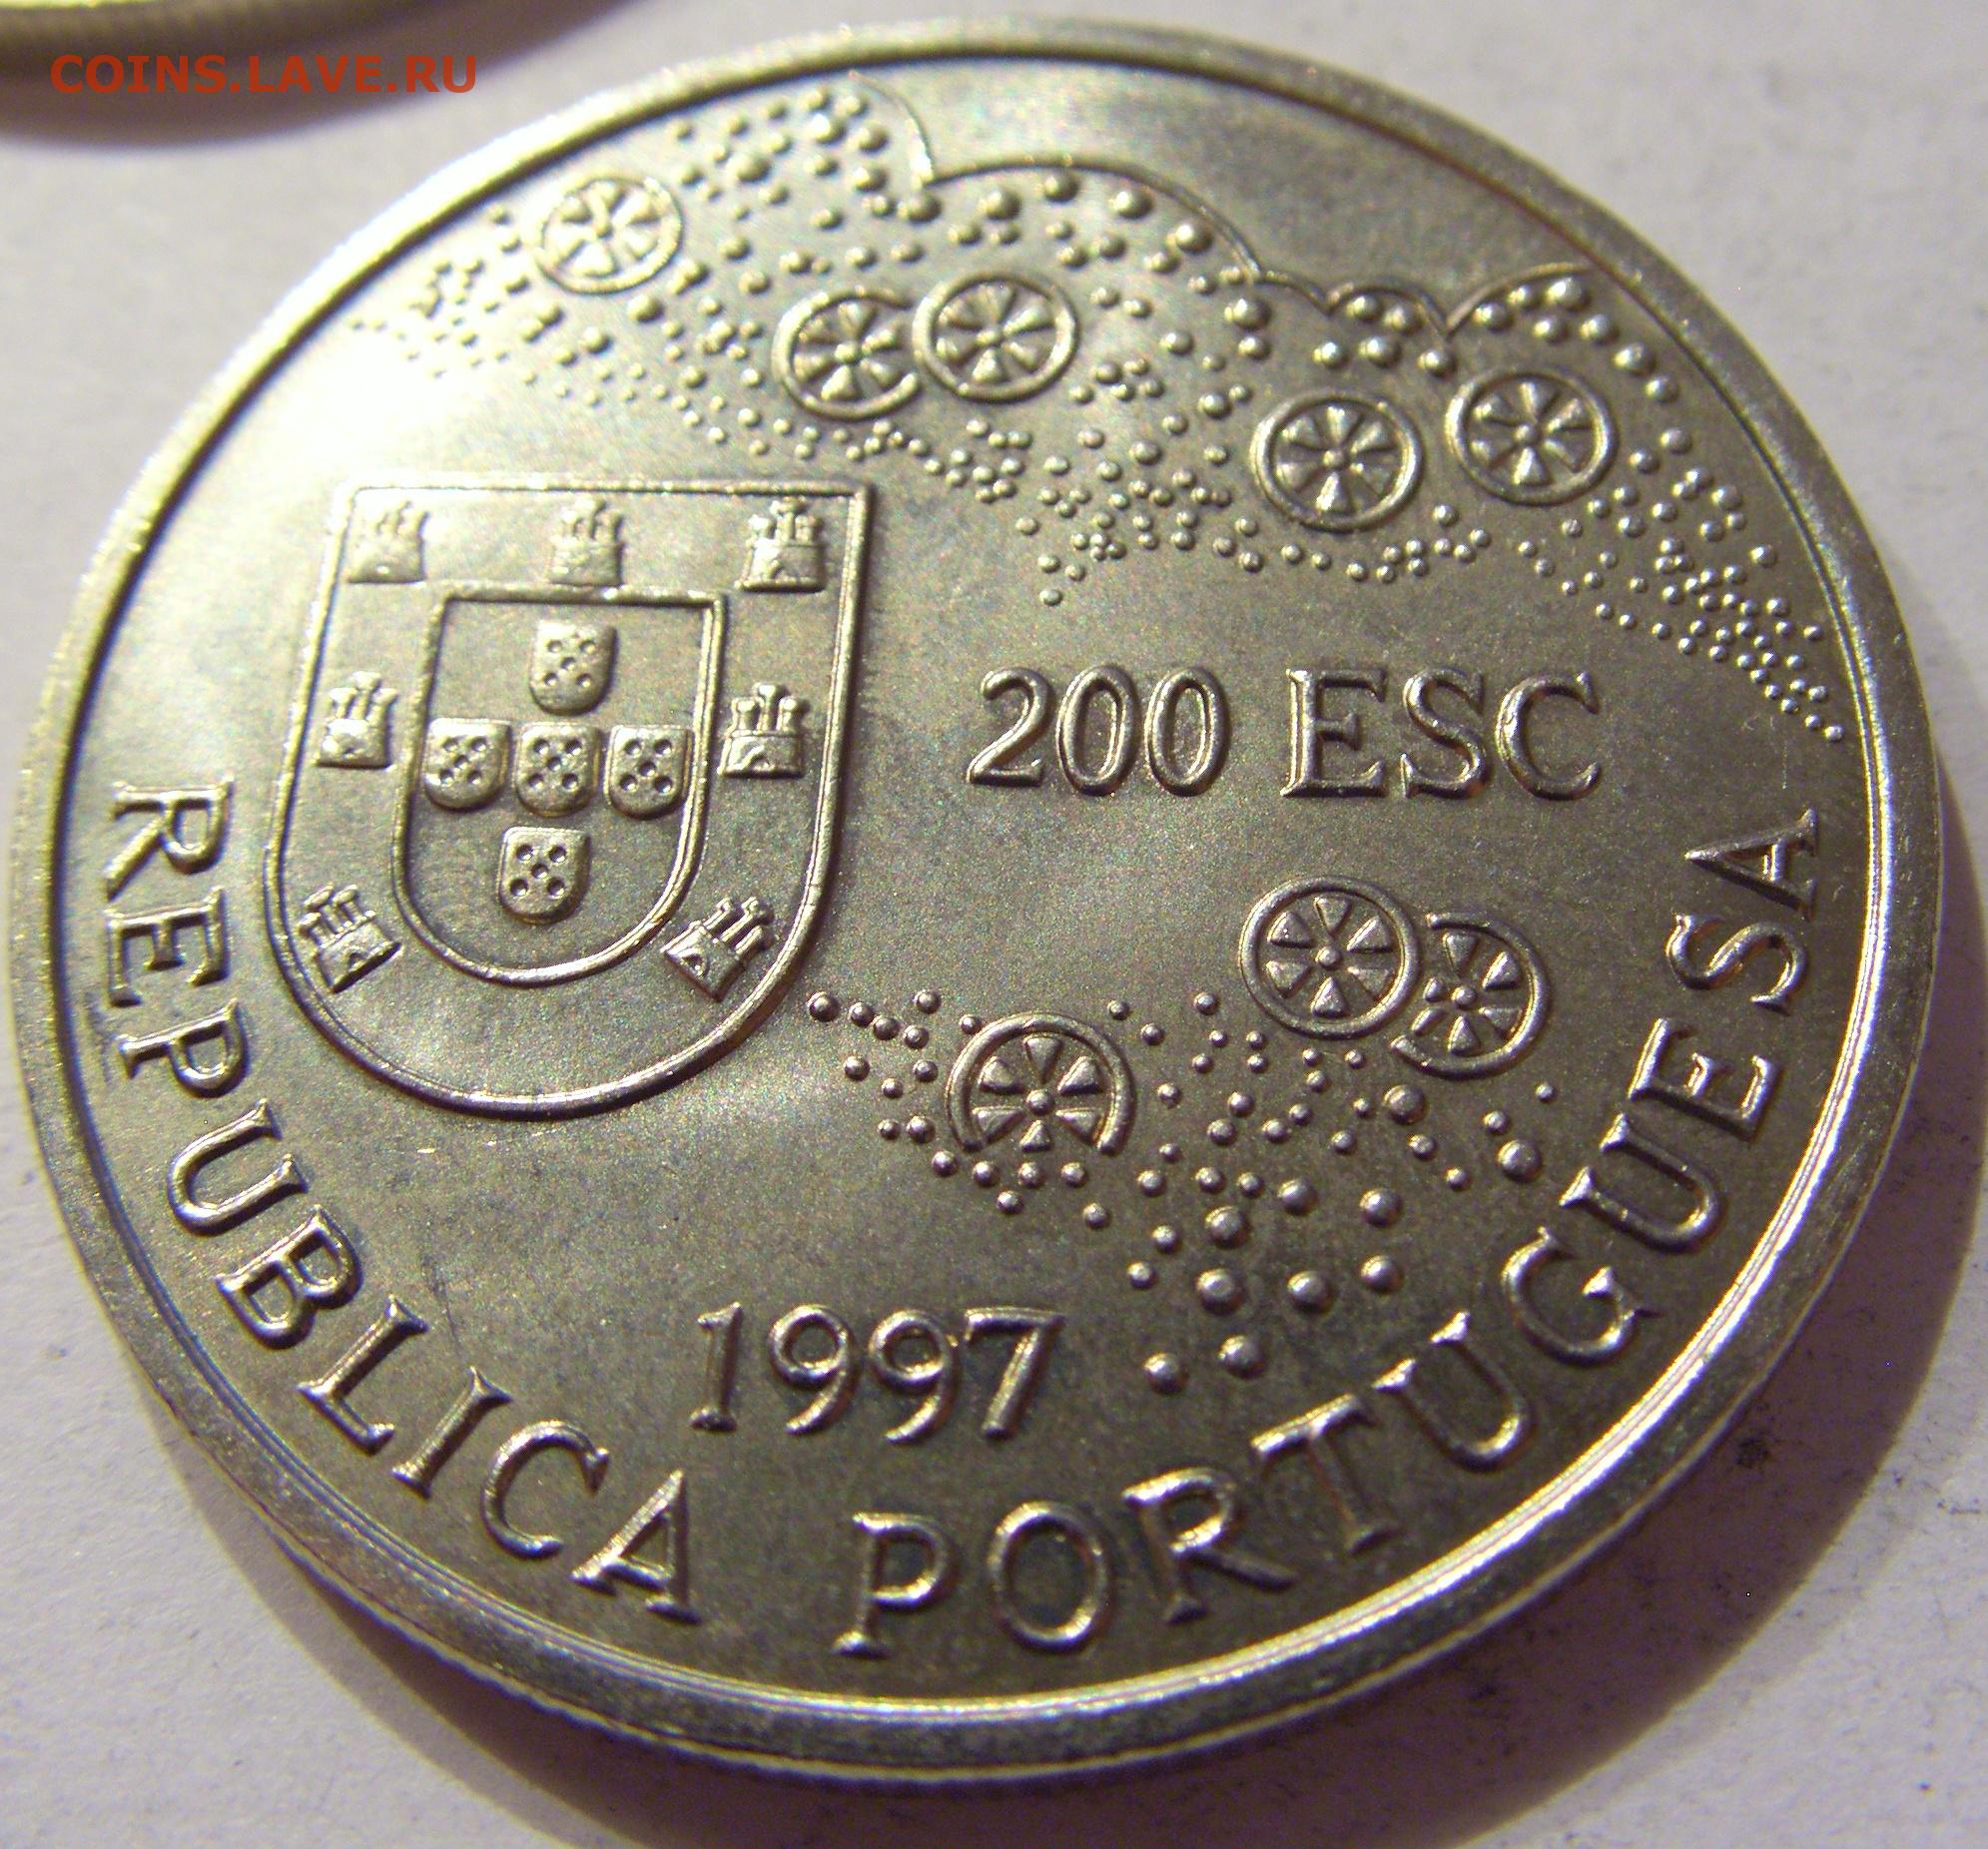 COINS.LAVE.RU
200 ESC
1997
REPUBLICA PORTUGUESA